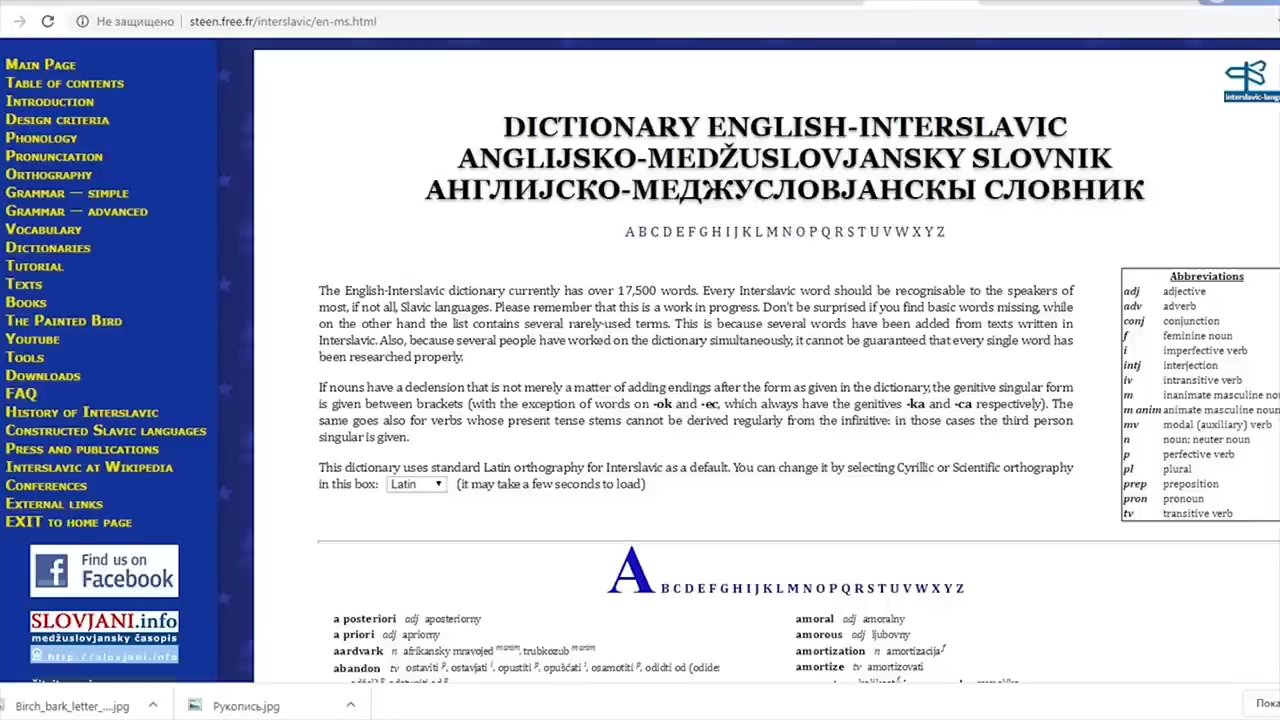 Не защищено | steen.free.fr/interslavic/en-ms.html
Main Page
Table of contents
Introduction
Design criteria
Phonology
Pronunciation
Orthography
Grammar — simple
Grammar — advanced
Vocabulary
Dictionaries
Tutorial
Texts
Books
The Painted Bird
Youtube
Tools
Downloads
FAQ
History of Interslavic
Constructed Slavic languages
Press and publications
Interslavic at Wikipedia
Conferences
External links
EXIT to home page
Find us on
Facebook
SLOVJANI.info
medžuslovjansky časopis
http://slovjani.info
DICTIONARY ENGLISH-INTERSLAVIC
ANGLIJSKO-MEDŽUSLOVJANSKY SLOVNIK
АНГЛИЈСКО-МЕДЖУСЛОВЈАНСКЫ СЛОВНИК
A B C D E F G H I J K L M N O P Q R S T U V W X Y Z
The English-Interslavic dictionary currently has over 17,500 words. Every Interslavic word should be recognisable to the speakers of
most, if not all, Slavic languages. Please remember that this is a work in progress. Don't be surprised if you find basic words missing, while
on the other hand the list contains several rarely-used terms. This is because several words have been added from texts written in
Interslavic. Also, because several people have worked on the dictionary simultaneously, it cannot be guaranteed that every single word has
been researched properly.
If nouns have a declension that is not merely a matter of adding endings after the form as given in the dictionary, the genitive singular form
is given between brackets (with the exception of words on -ok and -ec, which always have the genitives -ka and -ca respectively). The
same goes also for verbs whose present tense stems cannot be derived regularly from the infinitive: in those cases the third person
singular is given.
This dictionary uses standard Latin orthography for Interslavic as a default. You can change it by selecting Cyrillic or Scientific orthography
in this box: Latin (it may take a few seconds to load)
interslavic-lang
Abbreviations
adj adjective
adv adverb
conj conjunction
f feminine noun
i imperfective verb
intj interjection
iv intransitive verb
m inanimate masculine nou
m anim animate masculine noun
mv modal (auxiliary) verb
n noun; neuter noun
p perfective verb
pl plural
prep preposition
pron pronoun
tv transitive verb
A B C D E F G H I J K L M N O P Q R S T U V W X Y Z
a posteriori adj aposteriorny
a priori adj apriorny
aardvark n afrikansky mravojed m anim, trubkozub m anim
abandon tv ostaviti p, ostavjati i, opustiti p, opušćati i, osamotiti p, odidti od (odide;
amoral adj amoralny
amorous adj ljubovny
amortization n amortizacija f
amortize tv amortizovati
Birch_bark_letter_....jpg
Рукопись.jpg
Пока